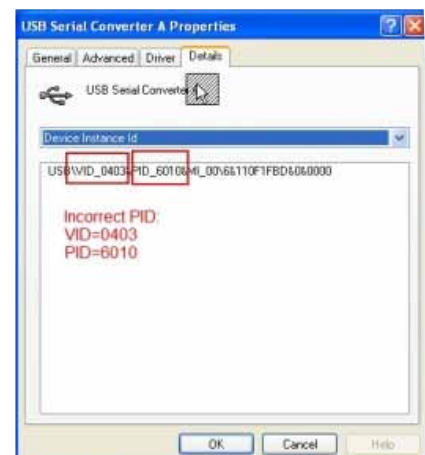 USB Serial Converter A Properties
General Advanced Driver Details
USB Serial Converter
Device Instance Id
USB\VID_0403&PID_6010&MI_00\6&110F1FBD&0&0000
Incorrect PID:
VID=0403
PID=6010
OK Cancel Help